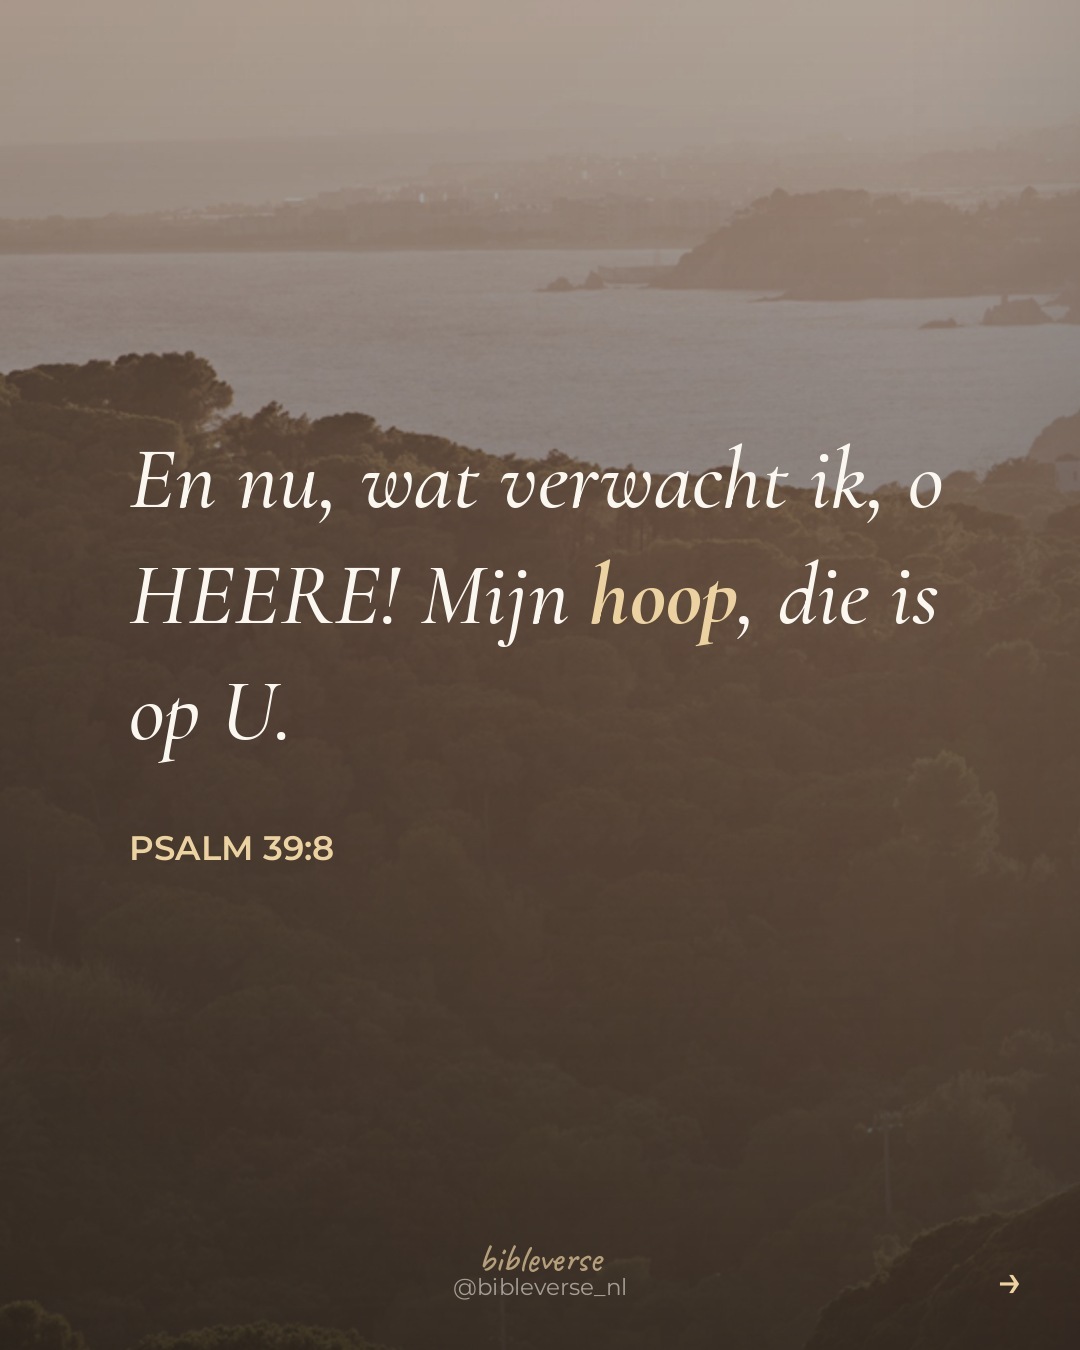 En nu, wat verwacht ik, o
HEERE! Mijn hoop, die is
op U.
PSALM 39:8
bibleverse
@bibleverse_nl
→